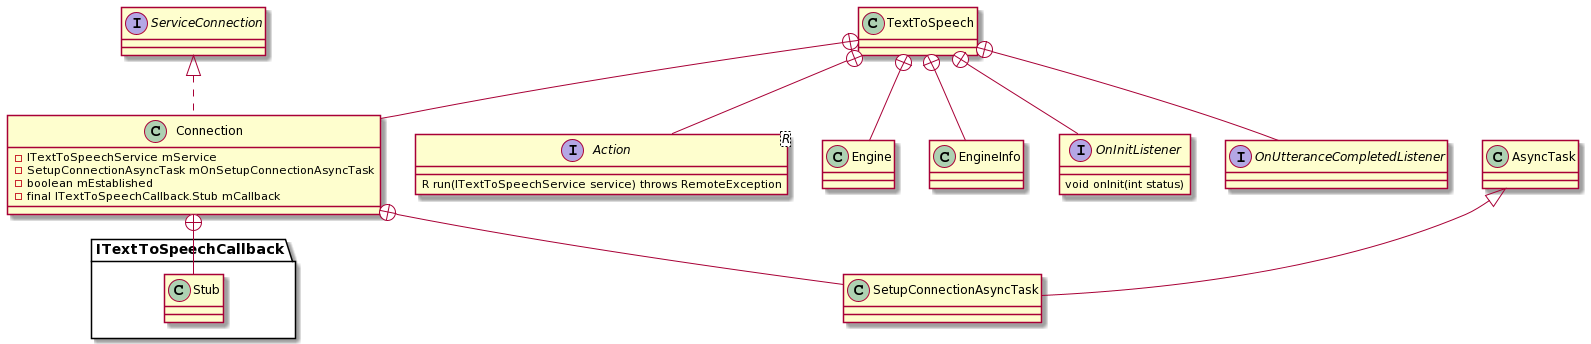 I ServiceConnection
C TextToSpeech
C Connection
ITextToSpeechService mService
SetupConnectionAsyncTask mOnSetupConnectionAsyncTask
boolean mEstablished
final ITextToSpeechCallback.Stub mCallback
I Action
R
R run(ITextToSpeechService service) throws RemoteException
C Engine
C EngineInfo
I OnInitListener
void onInit(int status)
I OnUtteranceCompletedListener
C AsyncTask
ITextToSpeechCallback
C Stub
C SetupConnectionAsyncTask